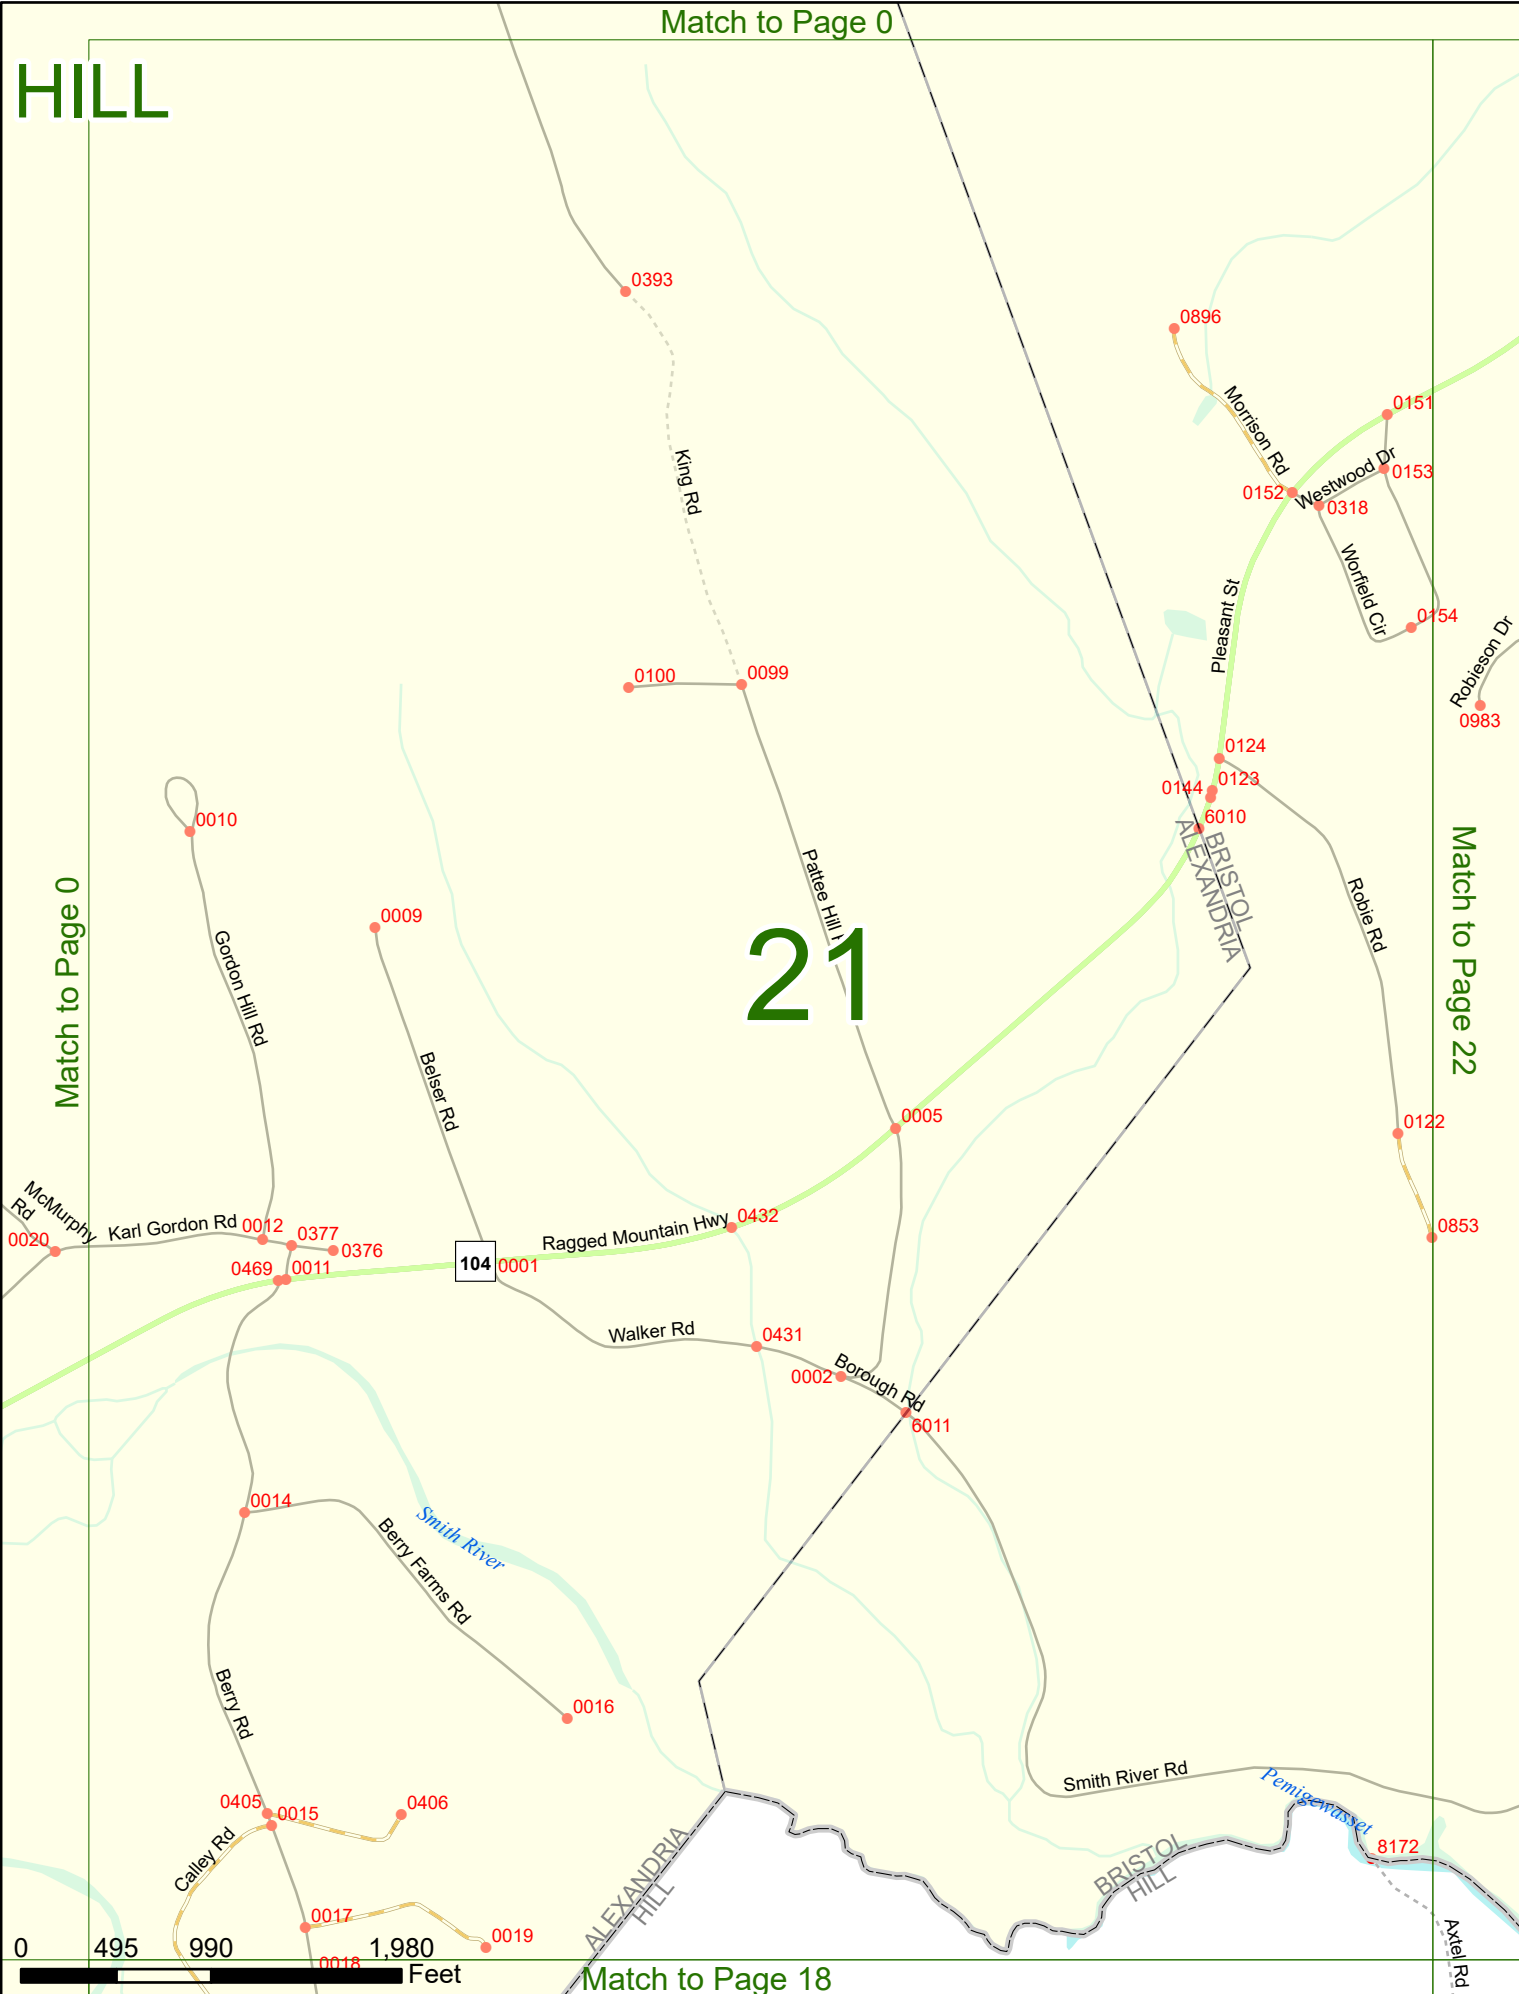 Match to Page 0
HILL
0393
0896
0151
Morrison Rd
King Rd
Westwood Dr
0153
0152
0318
Worfield Cir
Pleasant St
0154
Robieson Dr
0100
0099
0983
0124
0123
0144
6010
0010
BRISTOL
ALEXANDRIA
Match to Page 22
Match to Page 0
Pattee Hill
0009
Robie Rd
21
Gordon Hill Rd
Belser Rd
0005
0122
McMurphy
Rd
Karl Gordon Rd
0012
0377
0020
0376
0432
Ragged Mountain Hwy
0853
104
0001
0469
0011
Walker Rd
0431
Borough Rd
0002
6011
0014
Smith River
Berry Farms Rd
Berry Rd
0016
Smith River Rd
Pemigewasset
0405
0015
0406
Calley Rd
ALEXANDRIA
HILL
BRISTOL
HILL
8172
0017
0019
Axtell Rd
0018
0 495 990 1,980
Feet
Match to Page 18